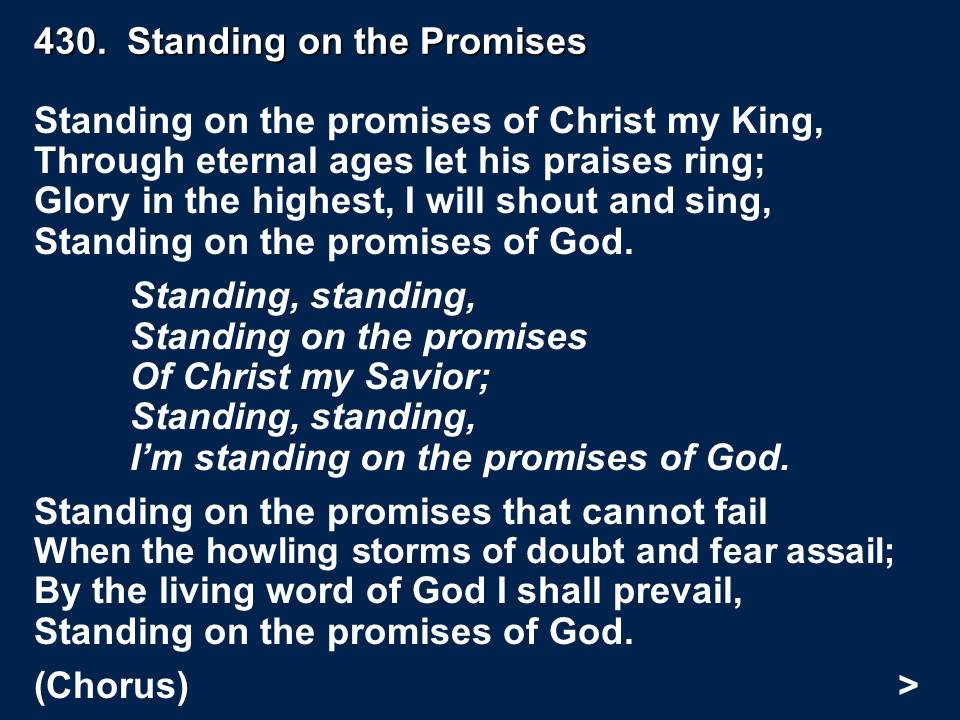 430.  Standing on the Promises
Standing on the promises of Christ my King,
Through eternal ages let his praises ring;
Glory in the highest, I will shout and sing,
Standing on the promises of God.
Standing, standing,
Standing on the promises
Of Christ my Savior;
Standing, standing,
I’m standing on the promises of God.
Standing on the promises that cannot fail
When the howling storms of doubt and fear assail;
By the living word of God I shall prevail,
Standing on the promises of God.
(Chorus) >